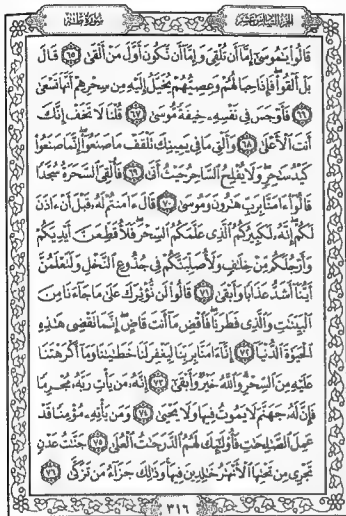 الجزء السادس عشر
سورة طه
قَالُوا۟ يَـٰمُوسَىٰٓ إِمَّآ أَن تُلْقِىَ وَإِمَّآ أَن نَّكُونَ أَوَّلَ مَنْ أَلْقَىٰ ٦٥ قَالَ
بَلْ أَلْقُوا۟ فَإِذَا حِبَالُهُمْ وَعِصِيُّهُمْ يُخَيَّلُ إِلَيْهِ مِن سِحْرِهِمْ أَنَّهَا تَسْعَىٰ
٦٦ فَأَوْجَسَ فِى نَفْسِهِۦ خِيفَةً مُّوسَىٰ ٦٧ قُلْنَا لَا تَخَفْ إِنَّكَ
أَنتَ ٱلْأَعْلَىٰ ٦٨ وَأَلْقِ مَا فِى يَمِينِكَ تَلْقَفْ مَا صَنَعُوٓا۟ إِنَّمَا صَنَعُوا۟
كَيْدُ سَـٰحِرٍ وَلَا يُفْلِحُ ٱلسَّاحِرُ حَيْثُ أَتَىٰ ٦٩ فَأُلْقِىَ ٱلسَّحَرَةُ سُجَّدًا
قَالُوٓا۟ ءَامَنَّا بِرَبِّ هَـٰرُونَ وَمُوسَىٰ ٧٠ قَالَ ءَامَنتُمْ لَهُۥ قَبْلَ أَنْ ءَاذَنَ
لَكُمْ إِنَّهُۥ لَكَبِيرُكُمُ ٱلَّذِى عَلَّمَكُمُ ٱلسِّحْرَ فَلَأُقَطِّعَنَّ أَيْدِيَكُمْ
وَأَرْجُلَكُم مِّنْ خِلَـٰفٍ وَلَأُصَلِّبَنَّكُمْ فِى جُذُوعِ ٱلنَّخْلِ وَلَتَعْلَمُنَّ
أَيُّنَآ أَشَدُّ عَذَابًا وَأَبْقَىٰ ٧١ قَالُوا۟ لَن نُّؤْثِرَكَ عَلَىٰ مَا جَآءَنَا مِنَ
ٱلْبَيِّنَـٰتِ وَٱلَّذِى فَطَرَنَا فَٱقْضِ مَآ أَنتَ قَاضٍ إِنَّمَا تَقْضِى هَـٰذِهِ
ٱلْحَيَوٰةَ ٱلدُّنْيَآ ٧٢ إِنَّآ ءَامَنَّا بِرَبِّنَا لِيَغْفِرَ لَنَا خَطَـٰيَـٰنَا وَمَآ أَكْرَهْتَنَا
عَلَيْهِ مِنَ ٱلسِّحْرِ وَٱللَّهُ خَيْرٌ وَأَبْقَىٰٓ ٧٣ إِنَّهُۥ مَن يَأْتِ رَبَّهُۥ مُجْرِمًا
فَإِنَّ لَهُۥ جَهَنَّمَ لَا يَمُوتُ فِيهَا وَلَا يَحْيَىٰ ٧٤ وَمَن يَأْتِهِۦ مُؤْمِنًا قَدْ
عَمِلَ ٱلصَّـٰلِحَـٰتِ فَأُو۟لَـٰٓئِكَ لَهُمُ ٱلدَّرَجَـٰتُ ٱلْعُلَىٰ ٧٥ جَنَّـٰتُ عَدْنٍ
تَجْرِى مِن تَحْتِهَا ٱلْأَنْهَـٰرُ خَـٰلِدِينَ فِيهَا وَذَٰلِكَ جَزَآءُ مَن تَزَكَّىٰ ٧٦
٣١٦